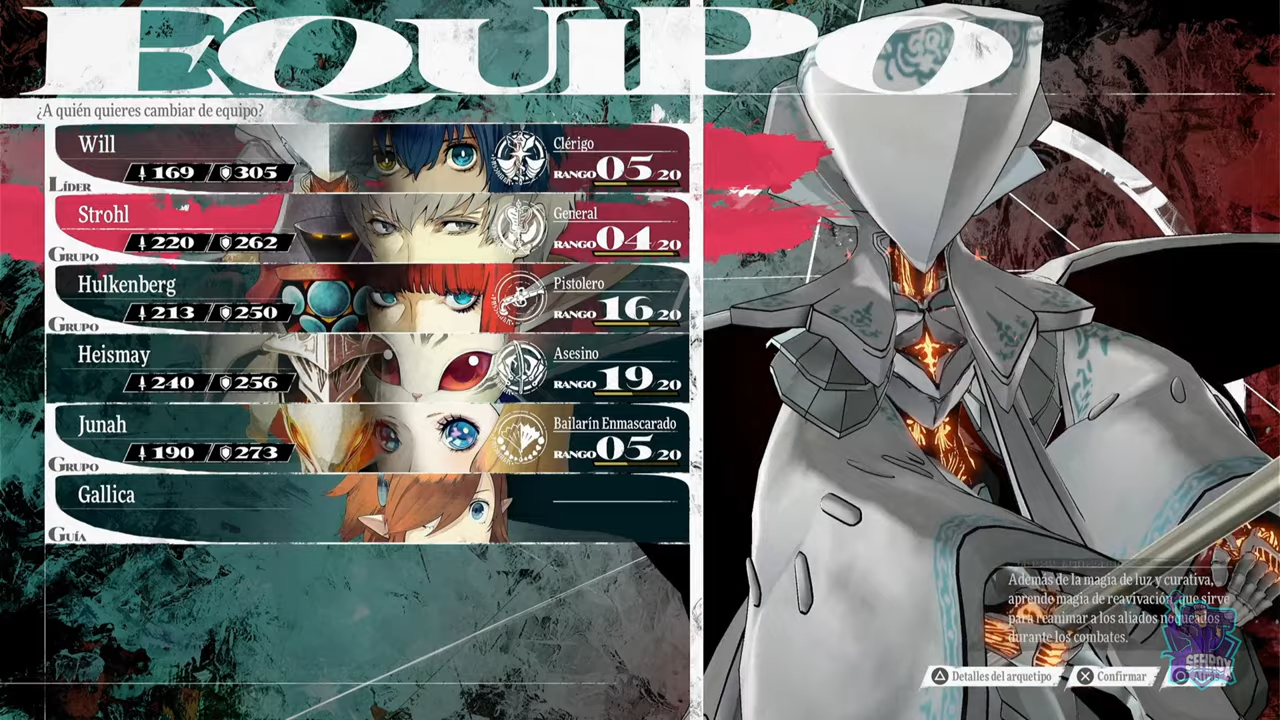 EQUIPO
¿A quién quieres cambiar de equipo?
Will
169 / 305
LÍDER
Clérigo
RANGO 05/20
Strohl
220 / 262
GRUPO
General
RANGO 04/20
Hulkenberg
213 / 250
GRUPO
Pistolero
RANGO 16/20
Heismay
240 / 256
Asesino
RANGO 19/20
Junah
190 / 273
GRUPO
Bailarín Enmascarado
RANGO 05/20
Gallica
GUÍA
Además de la magia de luz y curativa,
aprende magia de reavivación, que sirve
para reanimar a los aliados noqueados
durante los combates.
Detalles del arquetipo
Confirmar
Atrás